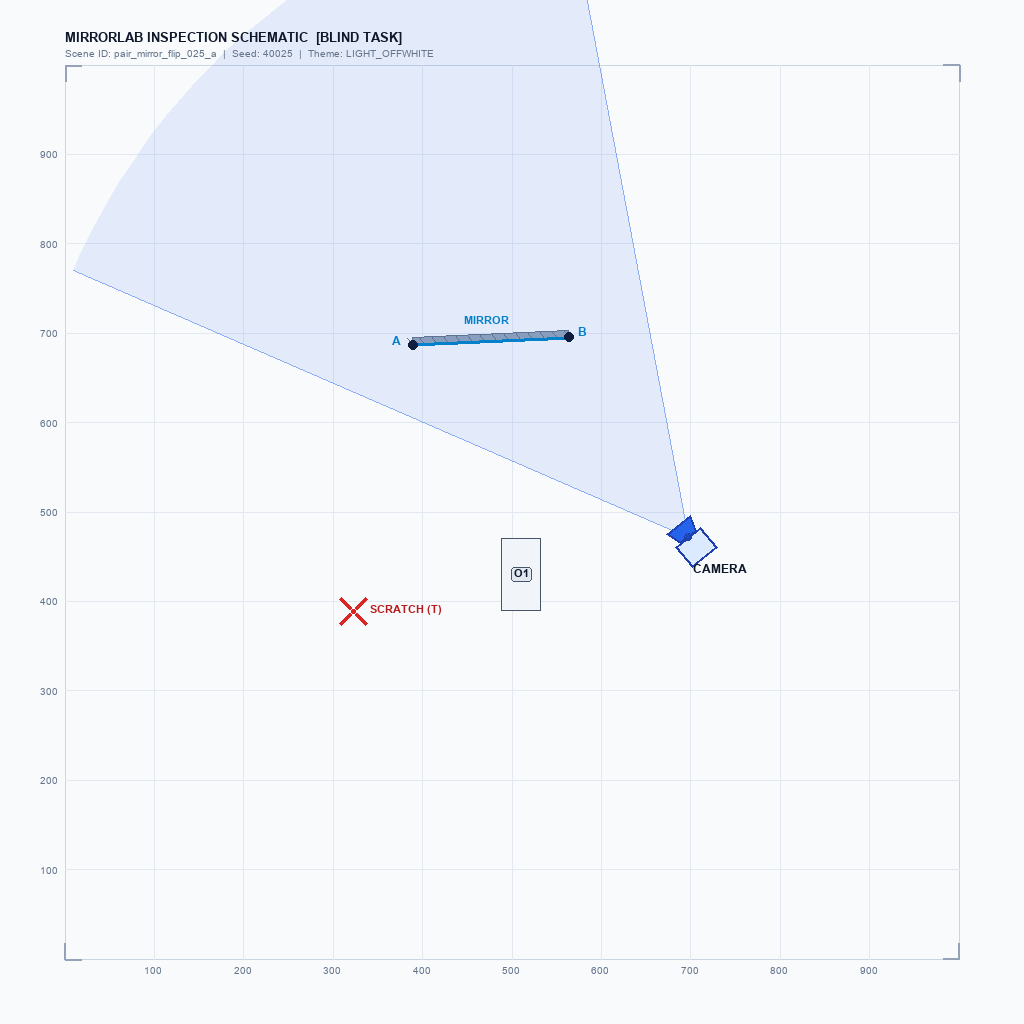 MIRRORLAB INSPECTION SCHEMATIC [BLIND TASK]
Scene ID: pair_mirror_flip_025_a | Seed: 40025 | Theme: LIGHT_OFFWHITE
900
800
MIRROR
700
A
B
600
500
CAMERA
O1
400
SCRATCH (T)
300
200
100
100 200 300 400 500 600 700 800 900